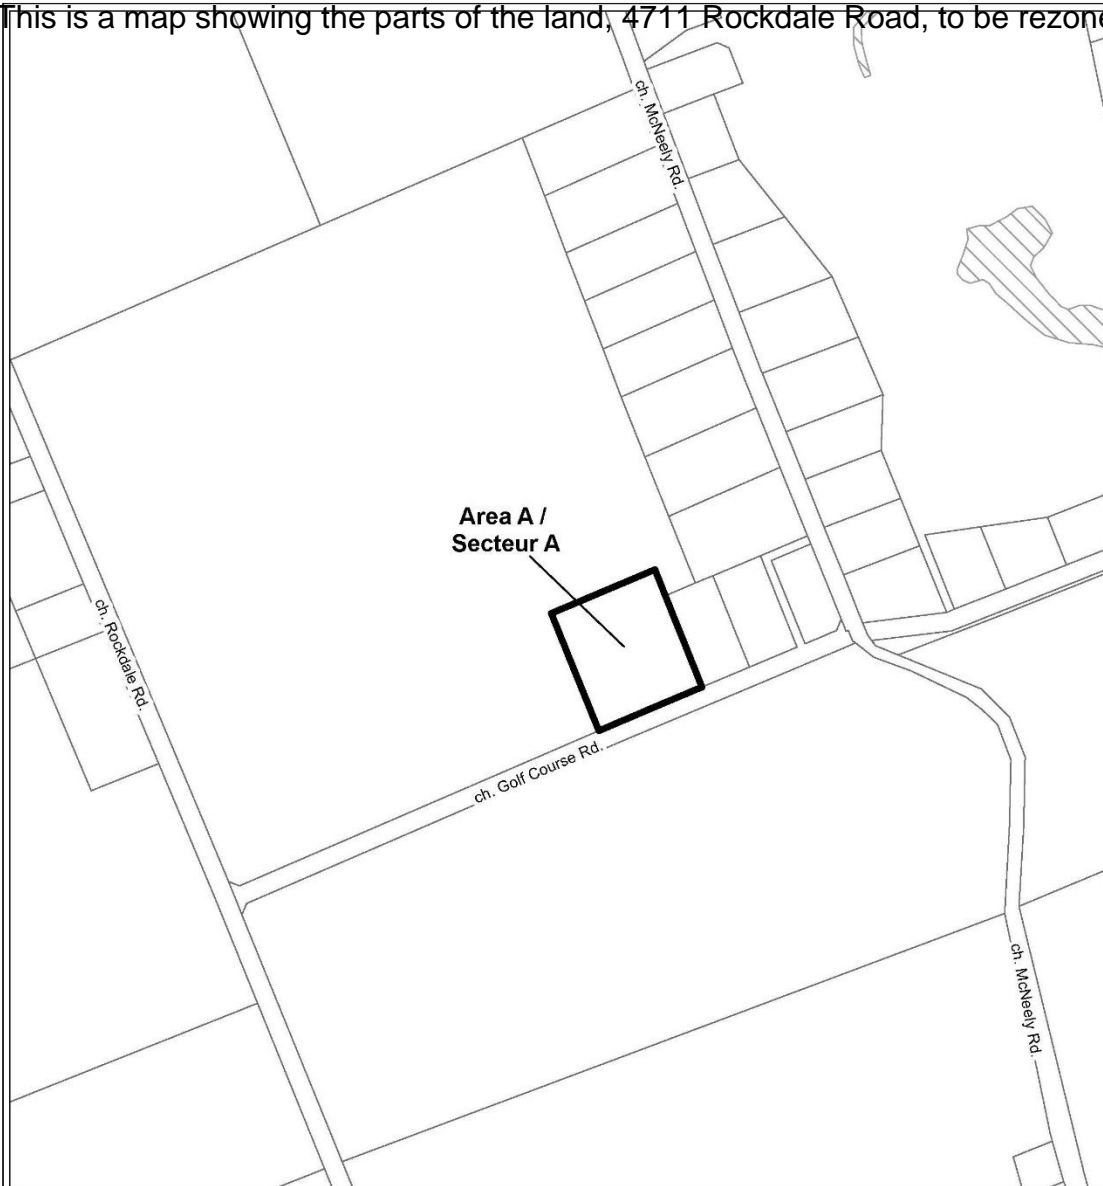 This is a map showing the parts of the land, 4711 Rockdale Road, to be rezone
ch. McNeely Rd.
Area A /
Secteur A
ch. Rockdale Rd.
ch. Golf Course Rd.
ch. McNeely Rd.